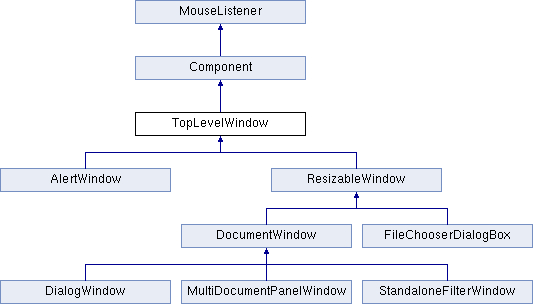 MouseListener
Component
TopLevelWindow
AlertWindow
ResizableWindow
DocumentWindow
FileChooserDialogBox
DialogWindow
MultiDocumentPanelWindow
StandaloneFilterWindow